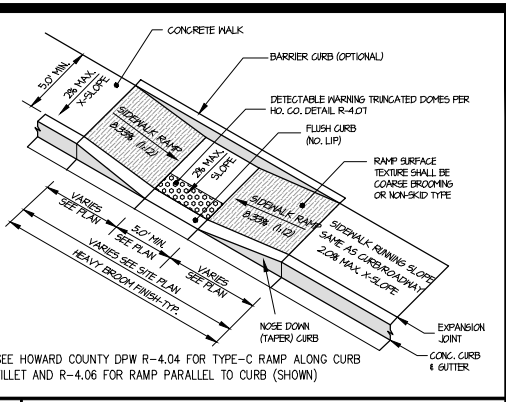 CONCRETE WALK
BARRIER CURB (OPTIONAL)
5.0' MIN.
2% MAX.
X-SLOPE
DETECTABLE WARNING TRUNCATED DOMES PER
HO. CO. DETAIL R-4.07
FLUSH CURB
(NO. LIP)
SIDEWALK RAMP
8.33% (1:12)
2% MAX.
SLOPE
RAMP SURFACE
TEXTURE SHALL BE
COARSE BROOMING
OR NON-SKID TYPE
SIDEWALK RAMP
8.33% (1:12)
SIDEWALK RUNNING SLOPE
SAME AS CURB/ROADWAY
2.0% MAX. X-SLOPE
VARIES
SEE PLAN
5.0' MIN.
SEE PLAN
VARIES
SEE PLAN
VARIES SEE SITE PLAN
HEAVY BROOM FINISH-TYP.
NOSE DOWN
(TAPER) CURB
EXPANSION
JOINT
CONC. CURB
& GUTTER
SEE HOWARD COUNTY DPW R-4.04 FOR TYPE-C RAMP ALONG CURB
ILLET AND R-4.06 FOR RAMP PARALLEL TO CURB (SHOWN)